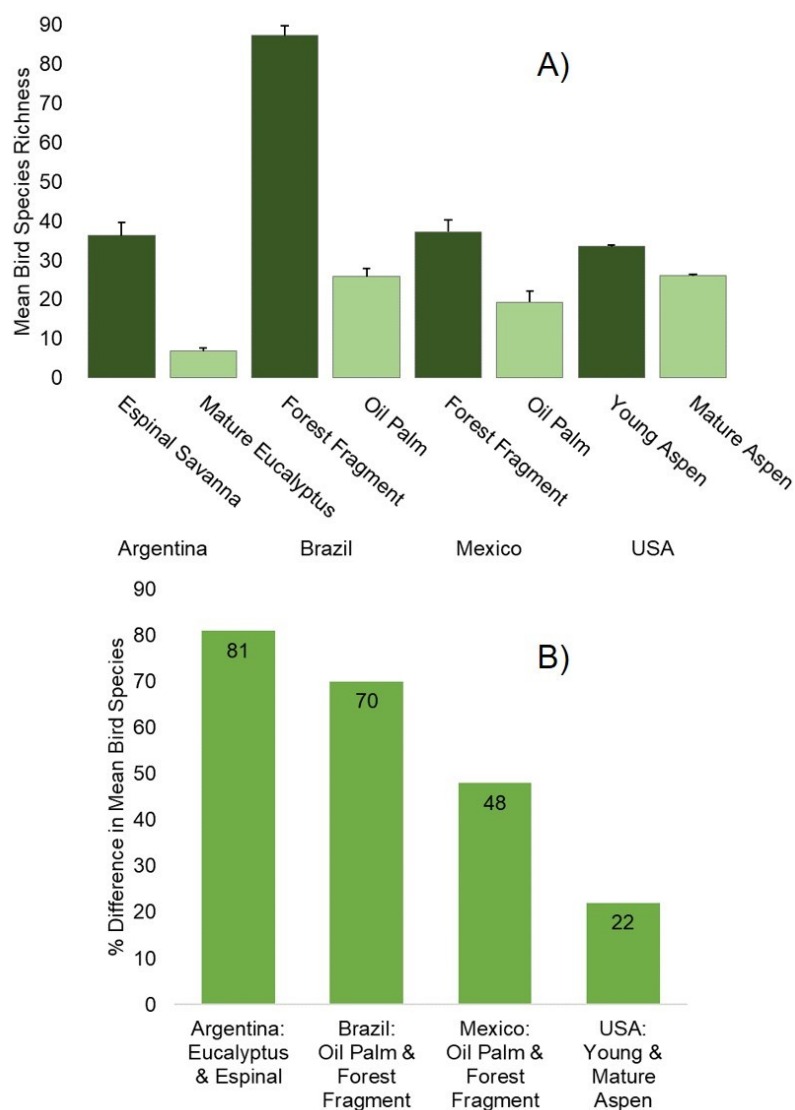 Mean Bird Species Richness
90
80
70
60
50
40
30
20
10
0
A)
Espinal Savanna
Mature Eucalyptus
Forest Fragment
Oil Palm
Forest Fragment
Oil Palm
Young Aspen
Mature Aspen
Argentina Brazil Mexico USA
% Difference in Mean Bird Species
90
80
70
60
50
40
30
20
10
0
B)
81
70
48
22
Argentina:
Eucalyptus
& Espinal
Brazil:
Oil Palm &
Forest
Fragment
Mexico:
Oil Palm &
Forest
Fragment
USA:
Young &
Mature
Aspen